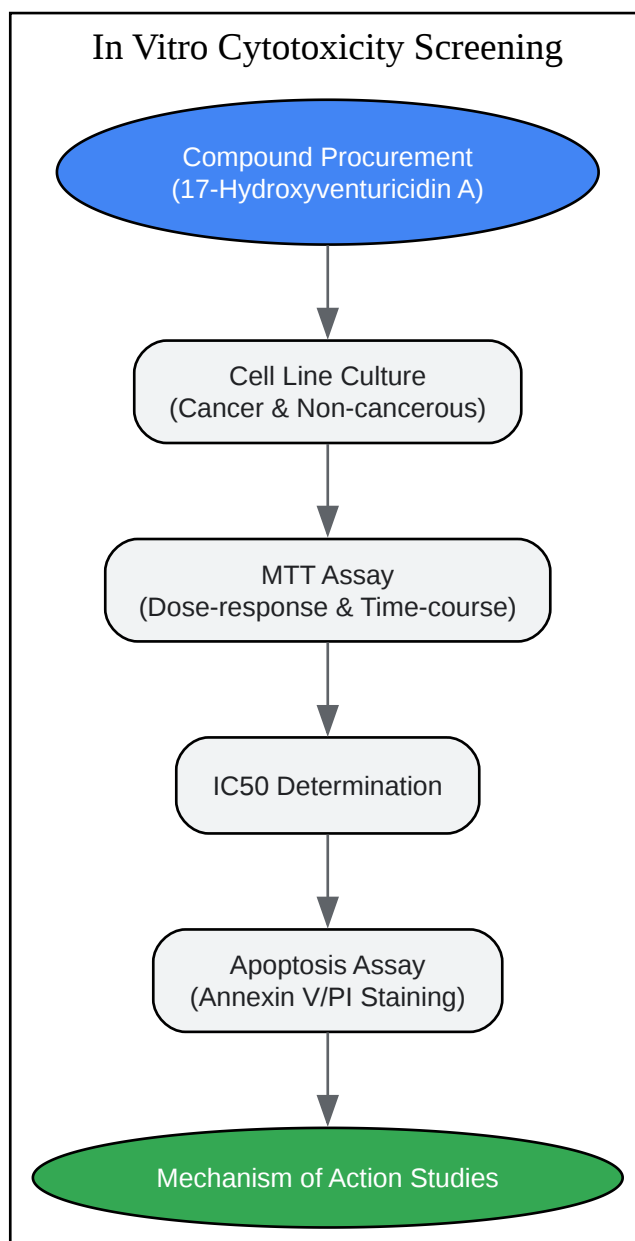 In Vitro Cytotoxicity Screening
Compound Procurement
(17-Hydroxyventuricidin A)
Cell Line Culture
(Cancer & Non-cancerous)
MTT Assay
(Dose-response & Time-course)
IC50 Determination
Apoptosis Assay
(Annexin V/PI Staining)
Mechanism of Action Studies